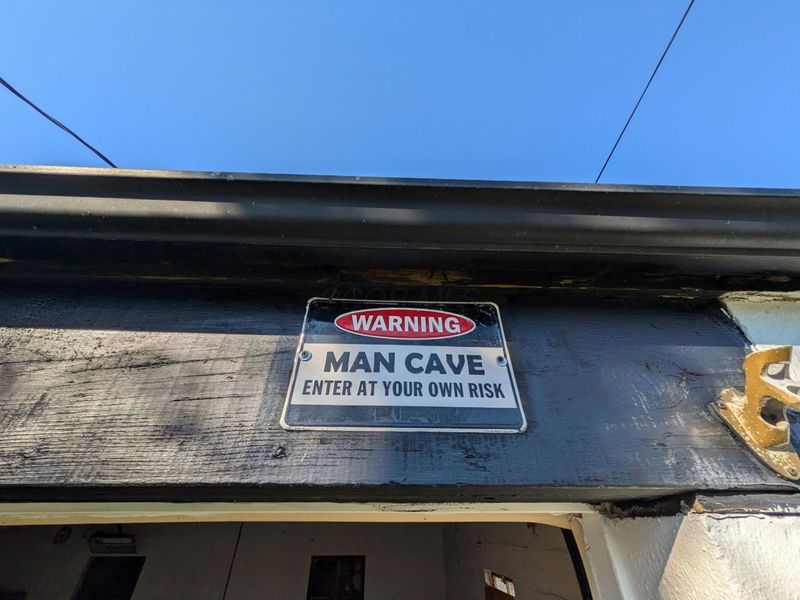 WARNING
MAN CAVE
ENTER AT YOUR OWN RISK